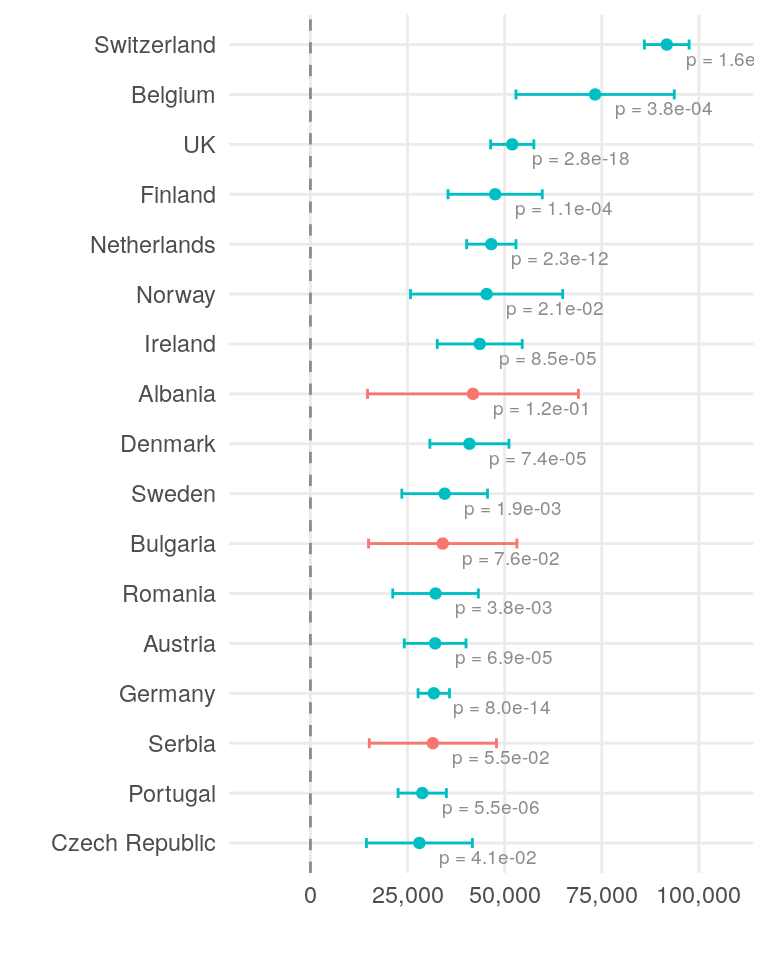 Switzerland
p = 1.6e
Belgium
p = 3.8e-04
UK
p = 2.8e-18
Finland
p = 1.1e-04
Netherlands
p = 2.3e-12
Norway
p = 2.1e-02
Ireland
p = 8.5e-05
Albania
p = 1.2e-01
Denmark
p = 7.4e-05
Sweden
p = 1.9e-03
Bulgaria
p = 7.6e-02
Romania
p = 3.8e-03
Austria
p = 6.9e-05
Germany
p = 8.0e-14
Serbia
p = 5.5e-02
Portugal
p = 5.5e-06
Czech Republic
p = 4.1e-02
0 25,000 50,000 75,000 100,000